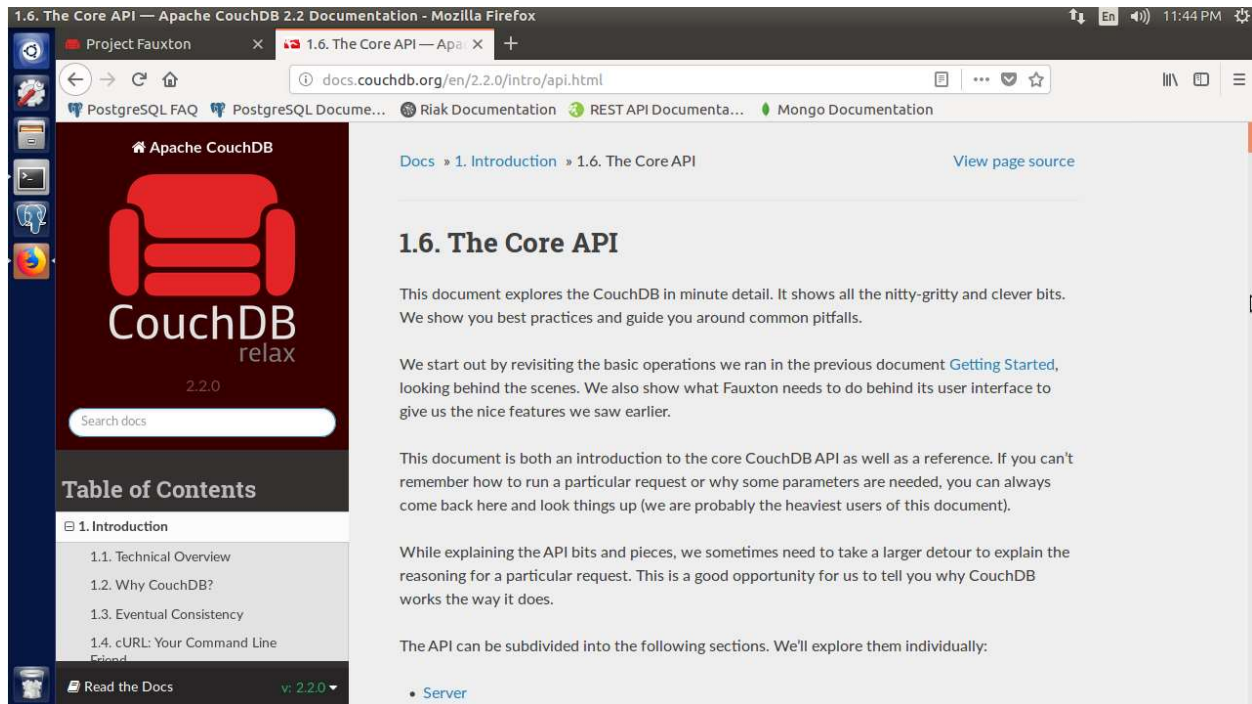 1.6. The Core API — Apache CouchDB 2.2 Documentation - Mozilla Firefox
En
11:44 PM
Project Fauxton
1.6. The Core API — Apa
docs.couchdb.org/en/2.2.0/intro/api.html
PostgreSQL FAQ
PostgreSQL Docume...
Riak Documentation
REST API Documenta...
Mongo Documentation
Apache CouchDB
CouchDB
relax
2.2.0
Search docs
Table of Contents
1. Introduction
1.1. Technical Overview
1.2. Why CouchDB?
1.3. Eventual Consistency
1.4. cURL: Your Command Line
Friend
Read the Docs
v: 2.2.0
Docs » 1. Introduction » 1.6. The Core API
View page source
1.6. The Core API
This document explores the CouchDB in minute detail. It shows all the nitty-gritty and clever bits.
We show you best practices and guide you around common pitfalls.
We start out by revisiting the basic operations we ran in the previous document Getting Started,
looking behind the scenes. We also show what Fauxton needs to do behind its user interface to
give us the nice features we saw earlier.
This document is both an introduction to the core CouchDB API as well as a reference. If you can't
remember how to run a particular request or why some parameters are needed, you can always
come back here and look things up (we are probably the heaviest users of this document).
While explaining the API bits and pieces, we sometimes need to take a larger detour to explain the
reasoning for a particular request. This is a good opportunity for us to tell you why CouchDB
works the way it does.
The API can be subdivided into the following sections. We'll explore them individually:
• Server